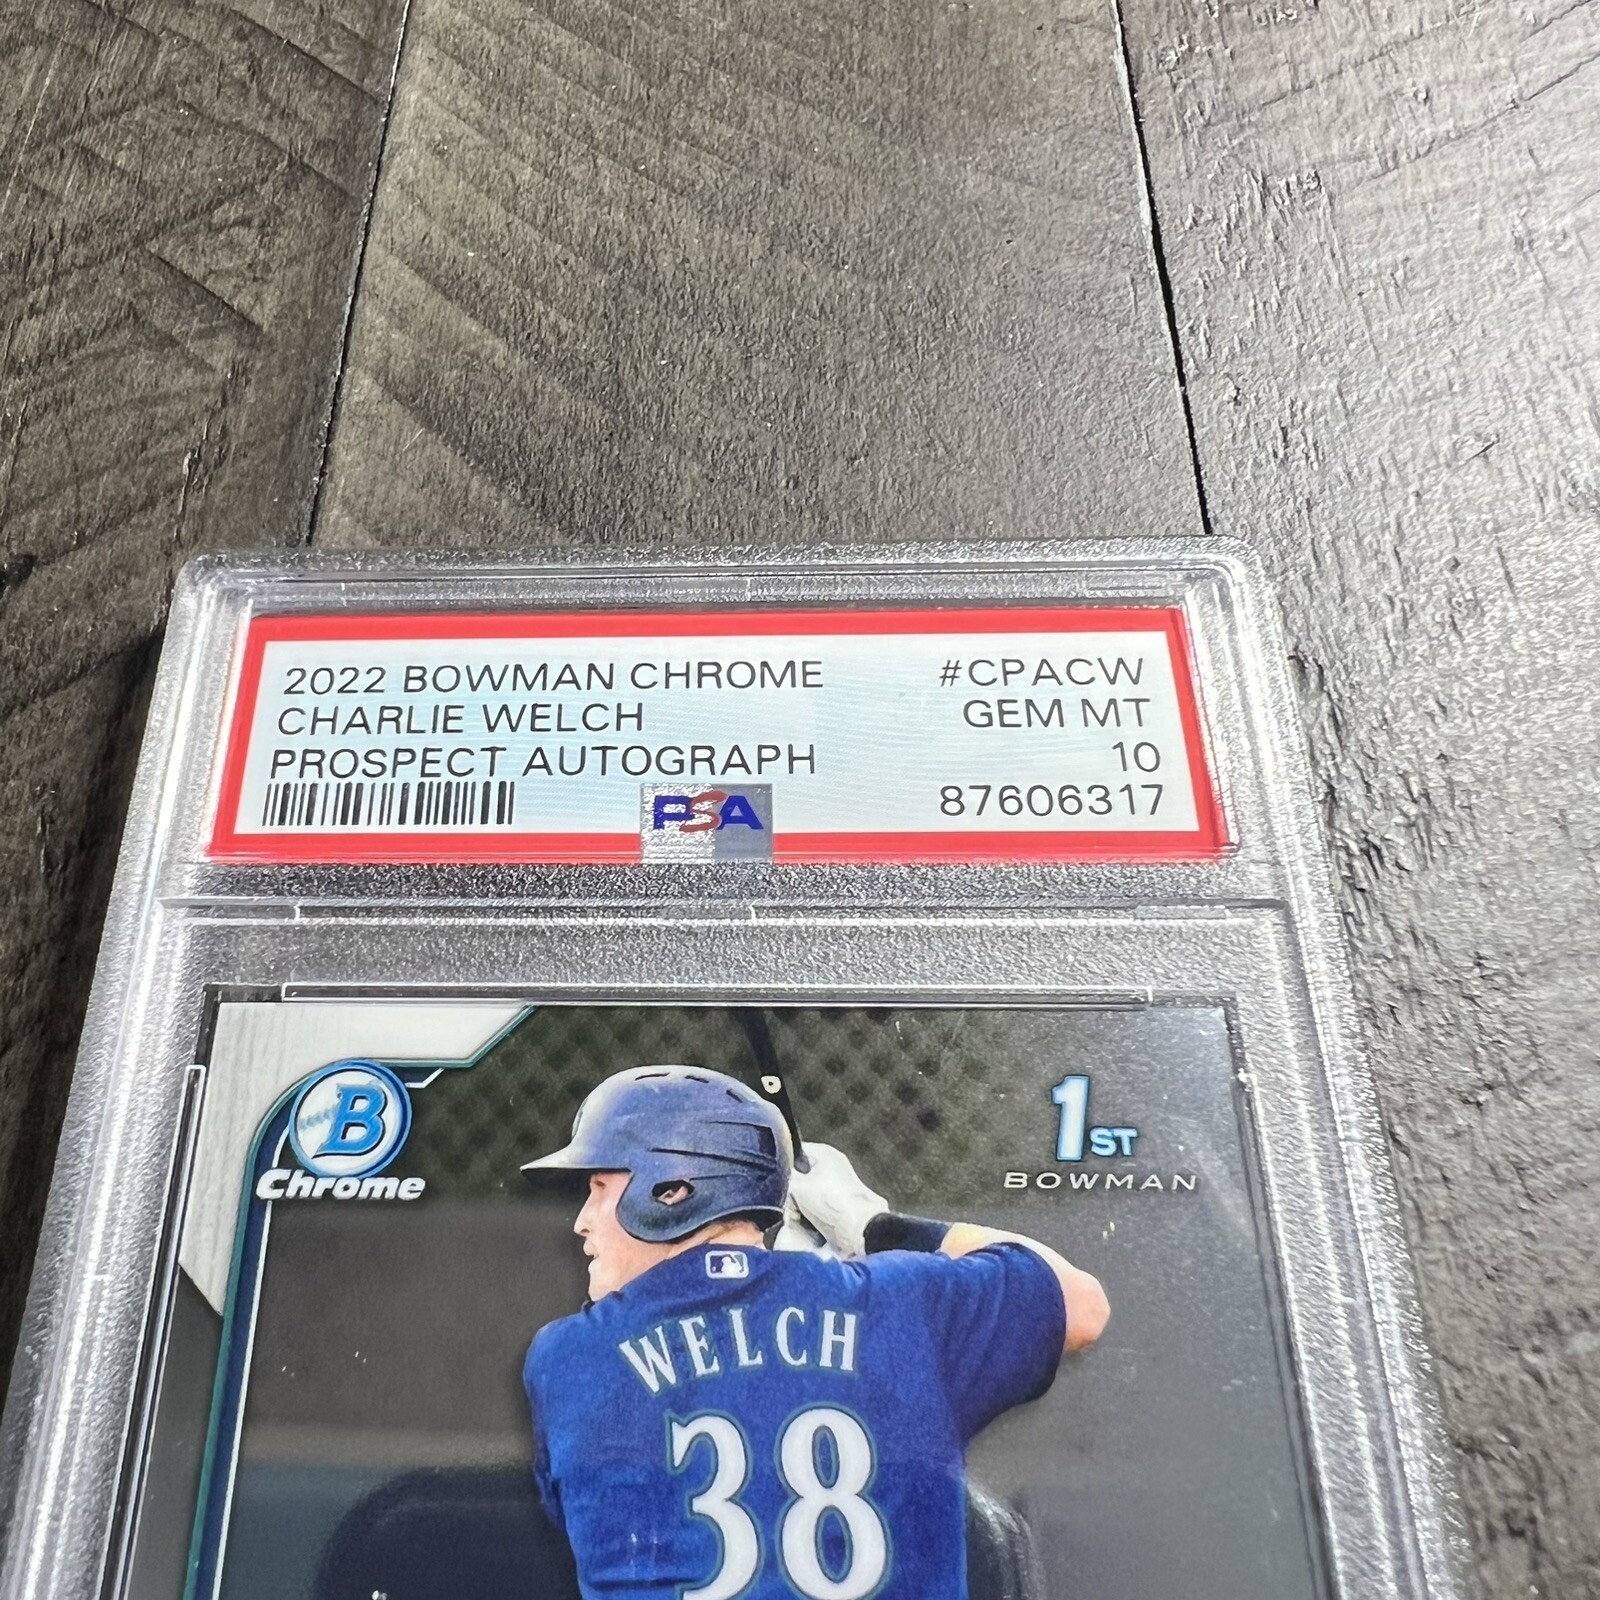 2022 BOWMAN CHROME #CPACW
CHARLIE WELCH GEM MT
PROSPECT AUTOGRAPH 10
PSA 87606317
B
Chrome
1ST
BOWMAN
WELCH
38